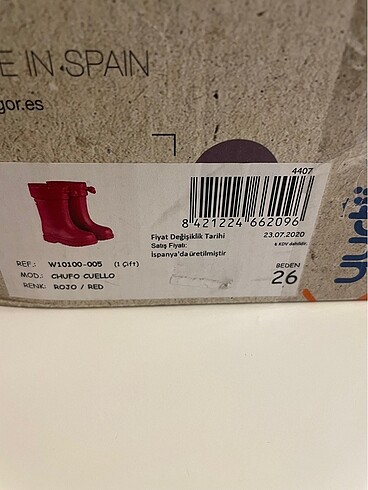 E IN SPAIN
gor.es
4407
8 421224 662096
Fiyat Değişiklik Tarihi 23.07.2020
Satış Fiyatı: & KDV dahildir.
İspanya'da üretilmiştir
REF.: W10100-005 (1 Çift)
MOD.: CHUFO CUELLO
RENK: ROJO / RED
BEDEN
26